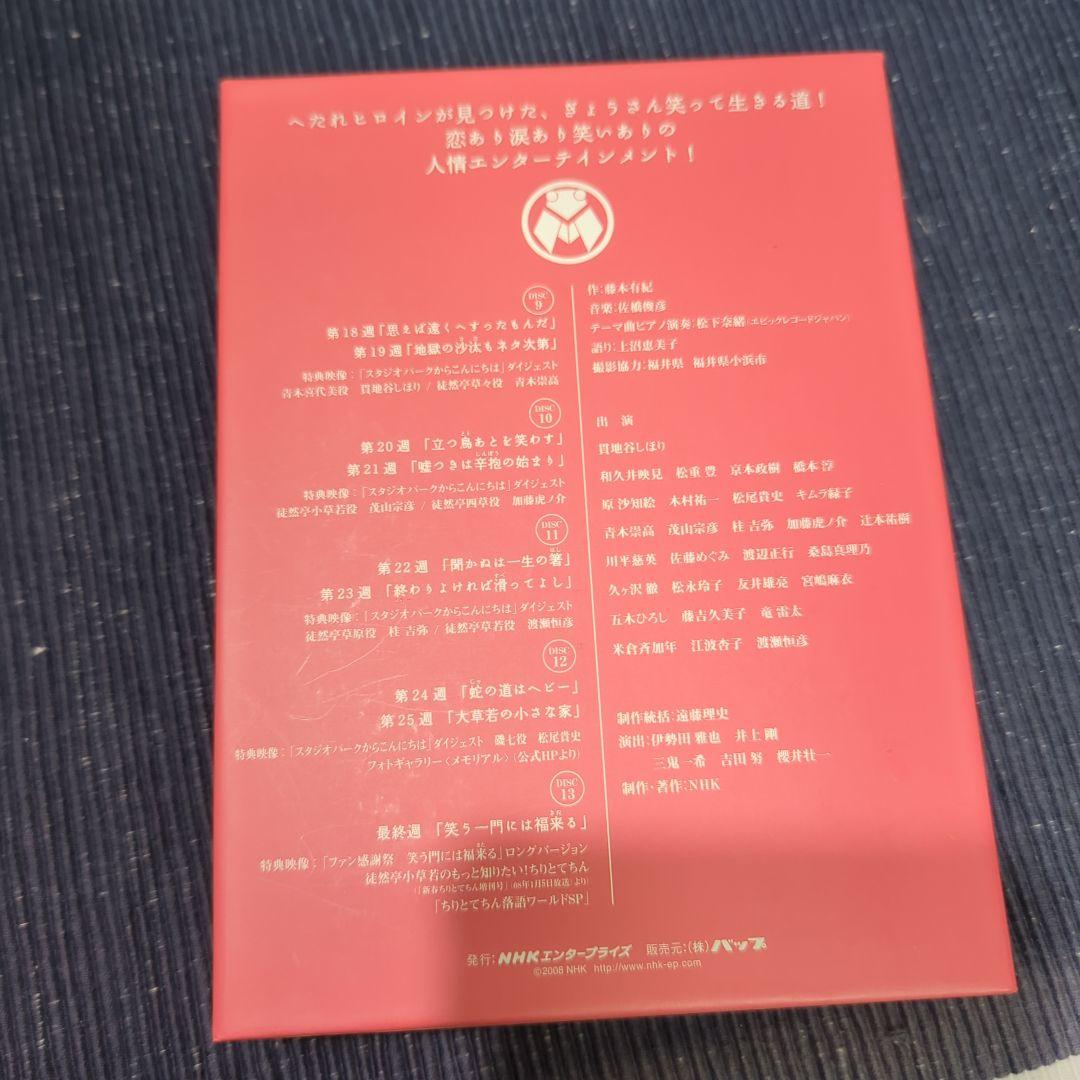 へたれヒロインが見つけた、ぎょうさん笑って生きる道！
恋あり涙あり笑いありの
人情エンターテインメント！
DISC 9
第18週「思えば遠くへすったもんだ」
第19週「地獄の沙汰もネタ次第」
特典映像：「スタジオパークからこんにちは」ダイジェスト
青木喜代美役 貫地谷しほり / 徒然亭草々役 青木崇高
DISC 10
第20週 「立つ鳥あとを笑わす」
第21週 「嘘つきは辛抱の始まり」
特典映像：「スタジオパークからこんにちは」ダイジェスト
徒然亭小草若役 茂山宗彦 / 徒然亭四草役 加藤虎ノ介
DISC 11
第22週 「聞かぬは一生の箸」
第23週 「終わりよければ滑ってよし」
特典映像：「スタジオパークからこんにちは」ダイジェスト
徒然亭草原役 桂 吉弥 / 徒然亭草若役 渡瀬恒彦
DISC 12
第24週 「蛇の道はヘビー」
第25週 「大草若の小さな家」
特典映像：「スタジオパークからこんにちは」ダイジェスト 磯七役 松尾貴史
フォトギャラリー〈メモリアル〉（公式HPより）
DISC 13
最終週 「笑う一門には福来る」
特典映像：「ファン感謝祭 笑う門には福来る」ロングバージョン
徒然亭小草若のもっと知りたい！ちりとてちん
（「新春ちりとてちん増刊号」（08年1月5日放送）より）
「ちりとてちん落語ワールドSP」
作：藤本有紀
音楽：佐橋俊彦
テーマ曲ピアノ演奏：松下奈緒（エピックレコードジャパン）
語り：上沼恵美子
撮影協力：福井県 福井県小浜市
出 演
貫地谷しほり
和久井映見 松重 豊 京本政樹 橋本 淳
原 沙知絵 木村祐一 松尾貴史 キムラ緑子
青木崇高 茂山宗彦 桂 吉弥 加藤虎ノ介 辻本祐樹
川平慈英 佐藤めぐみ 渡辺正行 桑島真理乃
久ヶ沢 徹 松永玲子 友井雄亮 宮嶋麻衣
五木ひろし 藤吉久美子 竜 雷太
米倉斉加年 江波杏子 渡瀬恒彦
制作統括：遠藤理史
演出：伊勢田 雅也 井上 剛
三鬼一希 吉田 努 櫻井壮一
制作・著作：NHK
発行：NHKエンタープライズ 販売元：（株）バップ
©2008 NHK http://www.nhk-ep.com